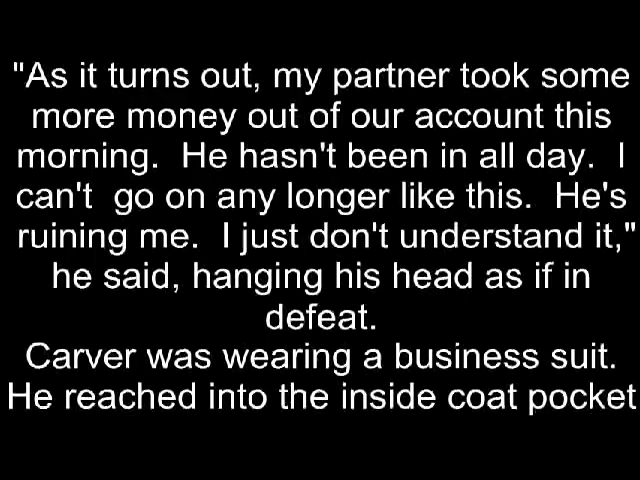 "As it turns out, my partner took some
more money out of our account this
morning.  He hasn't been in all day.  I
can't  go on any longer like this.  He's
ruining me.  I just don't understand it,"
he said, hanging his head as if in
defeat.
Carver was wearing a business suit.
He reached into the inside coat pocket